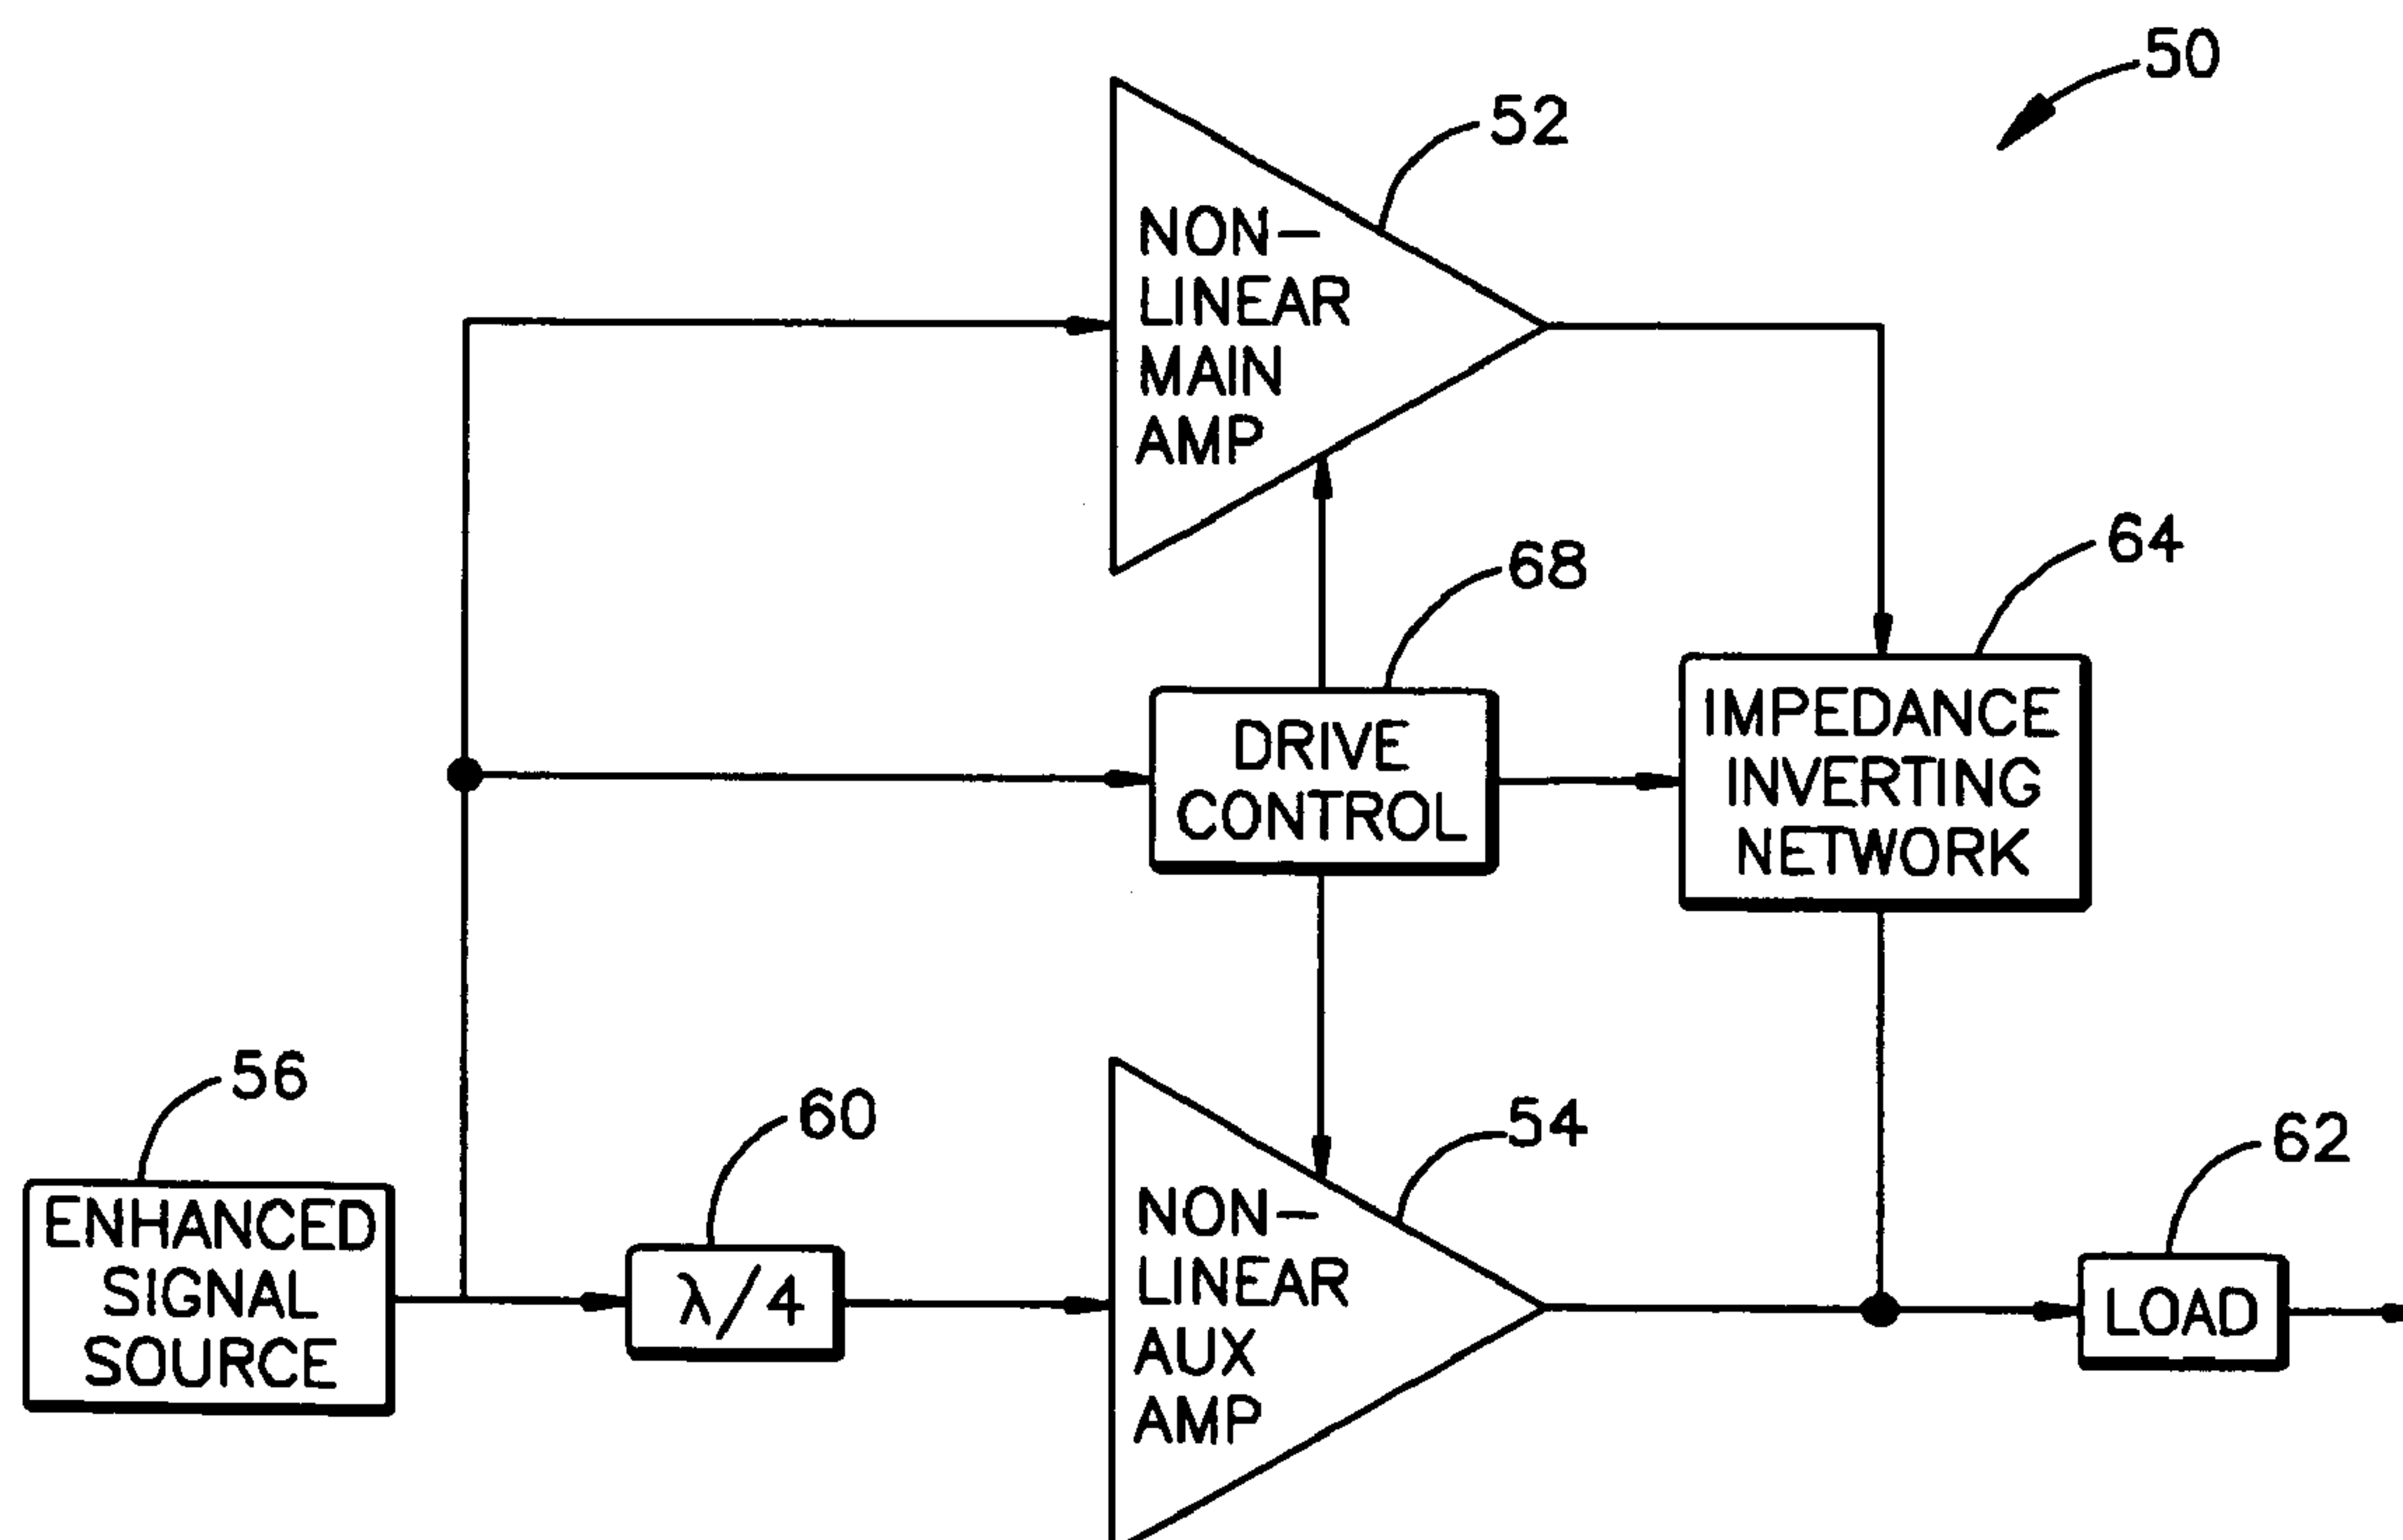 50
52
NON-
LINEAR
MAIN
AMP
68
64
DRIVE
CONTROL
IMPEDANCE
INVERTING
NETWORK
56
60
54
62
ENHANCED
SIGNAL
SOURCE
λ/4
NON-
LINEAR
AUX
AMP
LOAD